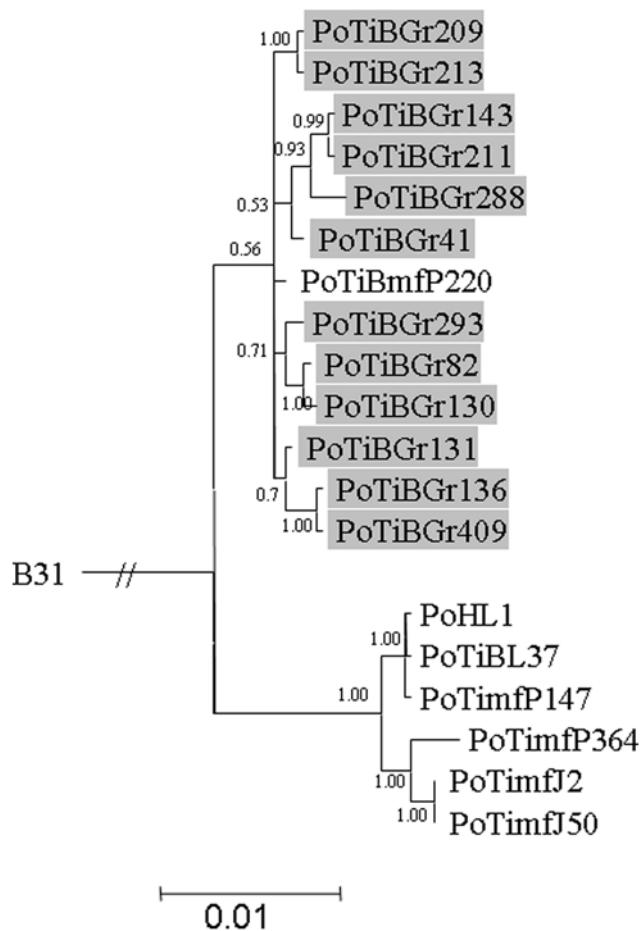 1.00
PoTiBGr209
PoTiBGr213
0.99
PoTiBGr143
0.93
PoTiBGr211
PoTiBGr288
0.53
PoTiBGr41
0.56
PoTiBmfP220
PoTiBGr293
0.71
PoTiBGr82
1.00
PoTiBGr130
PoTiBGr131
0.7
PoTiBGr136
1.00
PoTiBGr409
B31
PoHL1
1.00
PoTiBL37
1.00
PoTimfP147
PoTimfP364
1.00
PoTimfJ2
1.00
PoTimfJ50
0.01